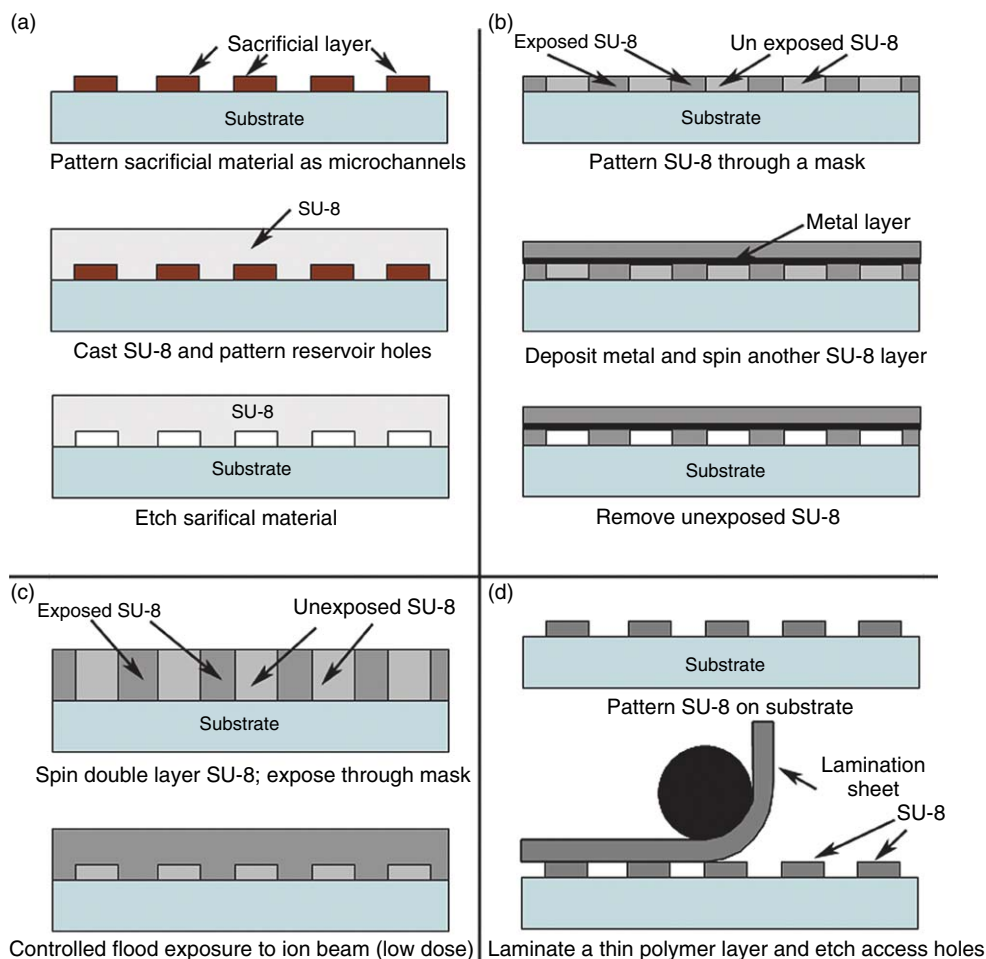 (a)
Sacrificial layer
Substrate
Pattern sacrificial material as microchannels
SU-8
Cast SU-8 and pattern reservoir holes
SU-8
Substrate
Etch sarifical material
(b)
Exposed SU-8
Un exposed SU-8
Substrate
Pattern SU-8 through a mask
Metal layer
Deposit metal and spin another SU-8 layer
Substrate
Remove unexposed SU-8
(c)
Exposed SU-8
Unexposed SU-8
Substrate
Spin double layer SU-8; expose through mask
Controlled flood exposure to ion beam (low dose)
(d)
Substrate
Pattern SU-8 on substrate
Lamination
sheet
SU-8
Laminate a thin polymer layer and etch access holes